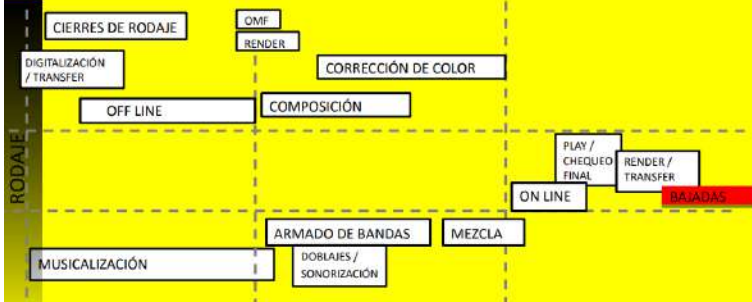 CIERRES DE RODAJE
OMF
RENDER
DIGITALIZACIÓN
/ TRANSFER
CORRECCIÓN DE COLOR
OFF LINE
COMPOSICIÓN
RODAJE
PLAY /
CHEQUEO
FINAL
RENDER /
TRANSFER
ON LINE
BAJADAS
ARMADO DE BANDAS
MEZCLA
DOBLAJES /
SONORIZACIÓN
MUSICALIZACIÓN